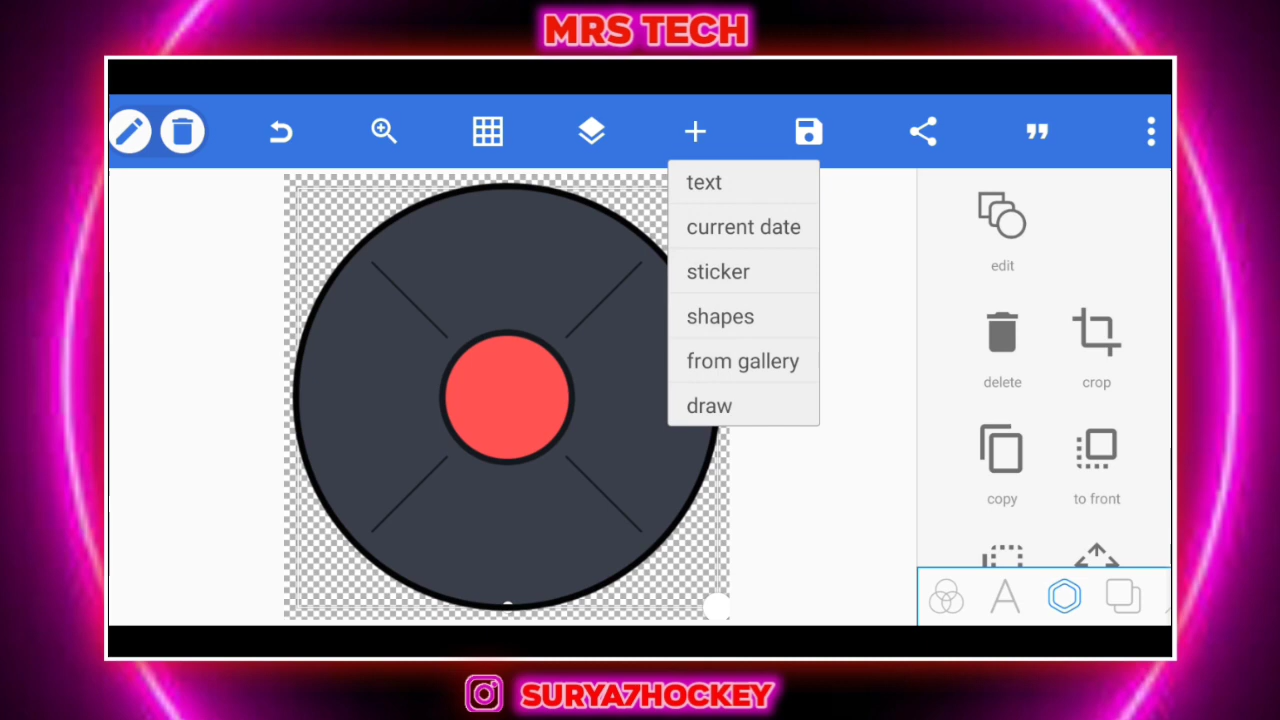 MRS TECH
text
current date
sticker
shapes
from gallery
draw
edit
delete
crop
copy
to front
SURYA7HOCKEY